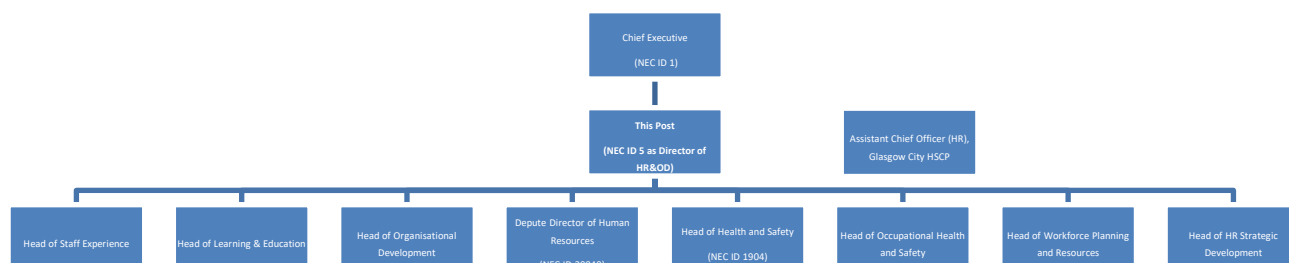 Chief Executive
(NEC ID 1)
This Post
(NEC ID 5 as Director of
HR&OD)
Assistant Chief Officer (HR),
Glasgow City HSCP
Head of Staff Experience
Head of Learning & Education
Head of Organisational
Development
Depute Director of Human
Resources
(NEC ID
Head of Health and Safety
(NEC ID 1904)
Head of Occupational Health
and Safety
Head of Workforce Planning
and Resources
Head of HR Strategic
Development